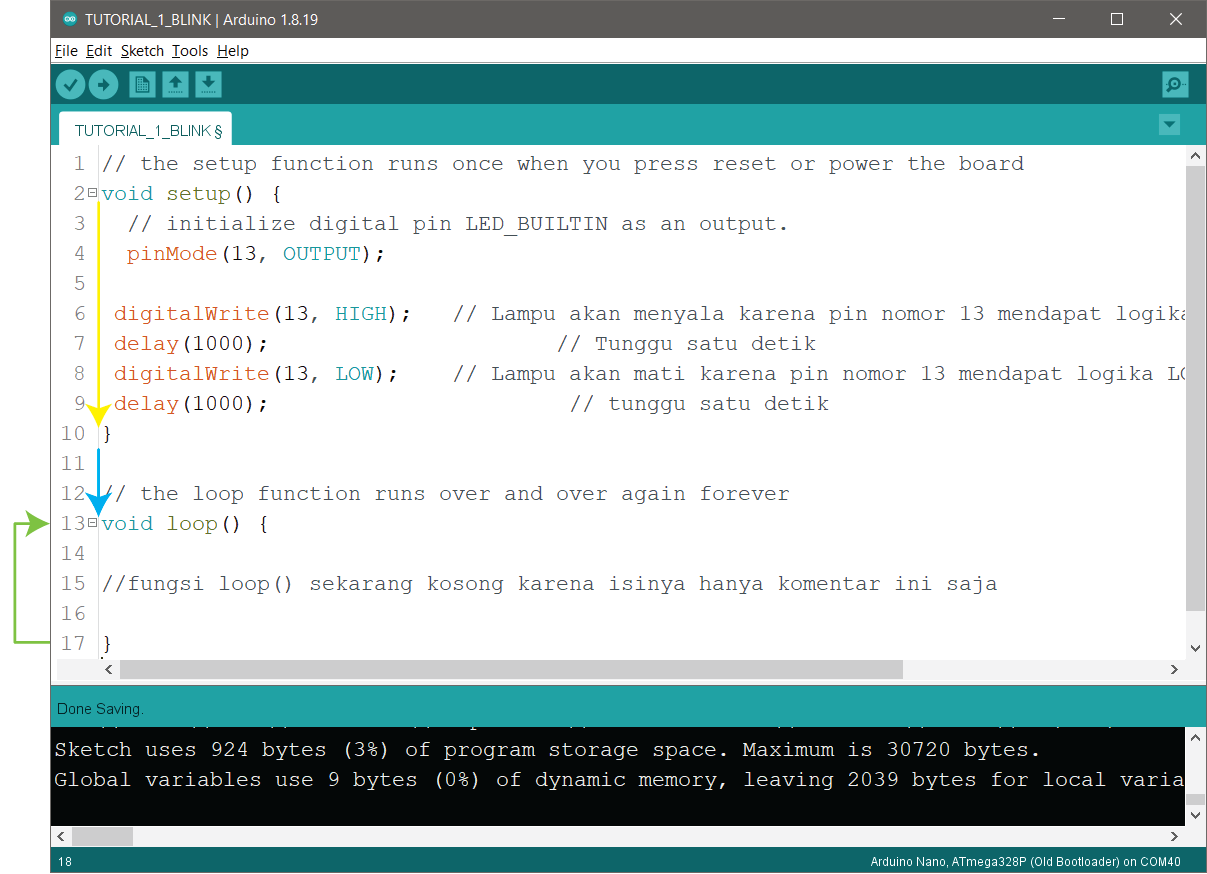 TUTORIAL_1_BLINK | Arduino 1.8.19
File Edit Sketch Tools Help
TUTORIAL_1_BLINK §
1 // the setup function runs once when you press reset or power the board
2 void setup() {
3 // initialize digital pin LED_BUILTIN as an output.
4 pinMode(13, OUTPUT);
5
6 digitalWrite(13, HIGH); // Lampu akan menyala karena pin nomor 13 mendapat logika
7 delay(1000); // Tunggu satu detik
8 digitalWrite(13, LOW); // Lampu akan mati karena pin nomor 13 mendapat logika
9 delay(1000); // tunggu satu detik
10 }
11
12 // the loop function runs over and over again forever
13 void loop() {
14
15 //fungsi loop() sekarang kosong karena isinya hanya komentar ini saja
16
17 }
Done Saving.
Sketch uses 924 bytes (3%) of program storage space. Maximum is 30720 bytes.
Global variables use 9 bytes (0%) of dynamic memory, leaving 2039 bytes for local varia
18
Arduino Nano, ATmega328P (Old Bootloader) on COM40